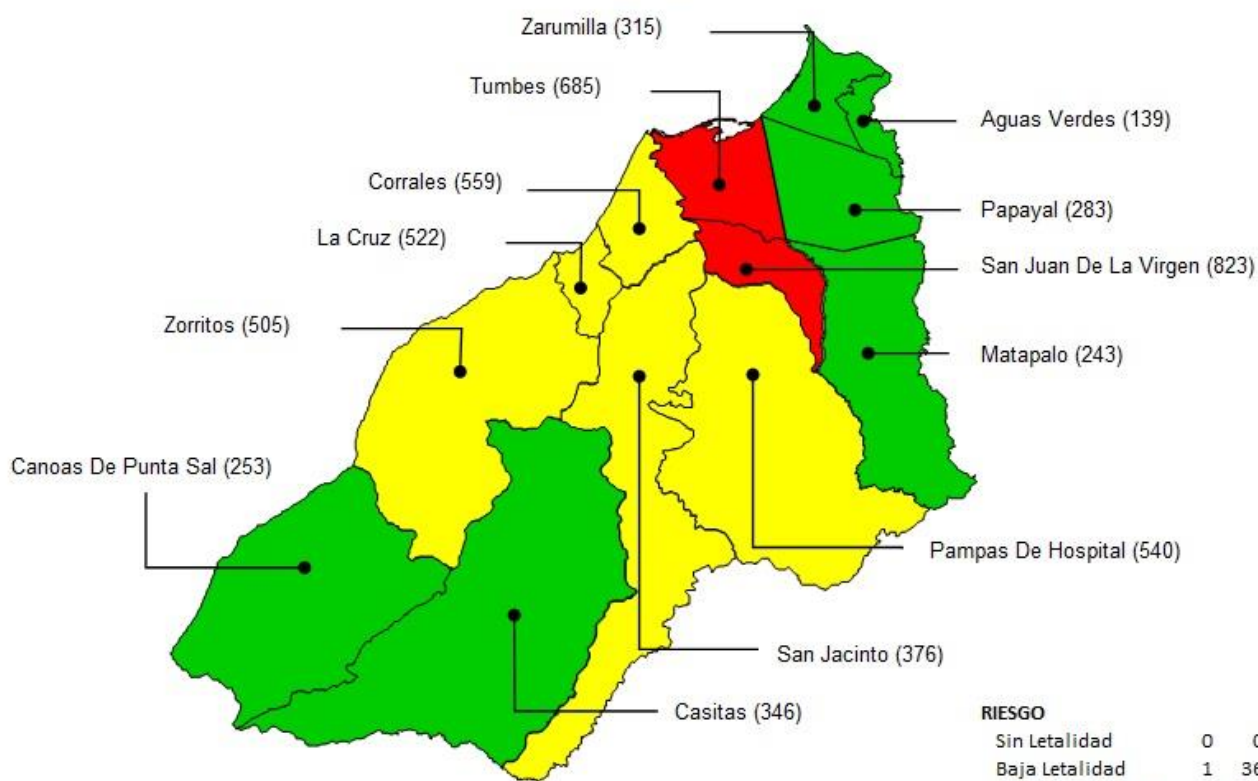 Zarumilla (315)
Tumbes (685)
Aguas Verdes (139)
Corrales (559)
Papayal (283)
La Cruz (522)
San Juan De La Virgen (823)
Zorritos (505)
Matapalo (243)
Canoas De Punta Sal (253)
Pampas De Hospital (540)
San Jacinto (376)
Casitas (346)
RIESGO
Sin Letalidad 0
Baja Letalidad 1